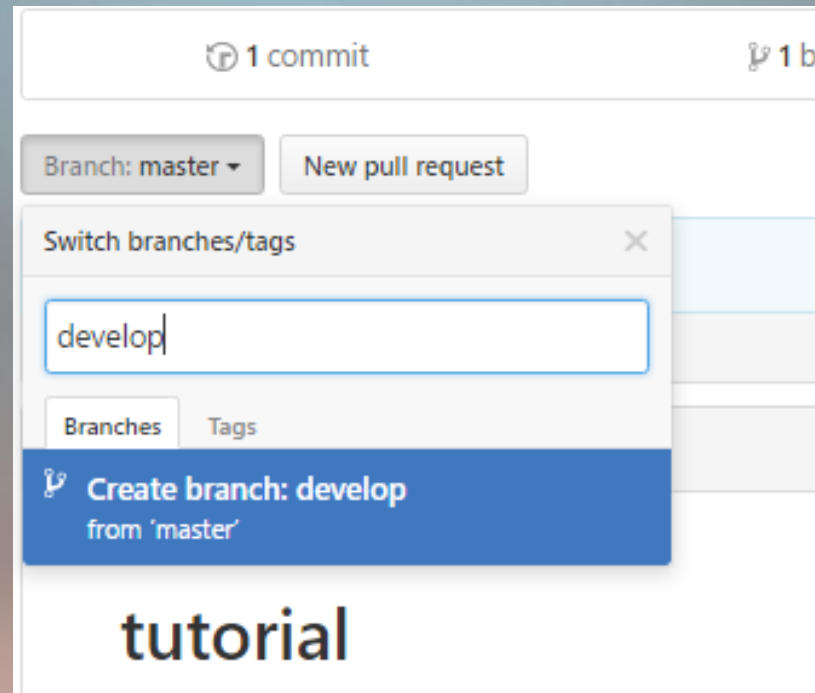 1 commit
1 b
Branch: master
New pull request
Switch branches/tags
develop
Branches Tags
Create branch: develop
from 'master'
tutorial